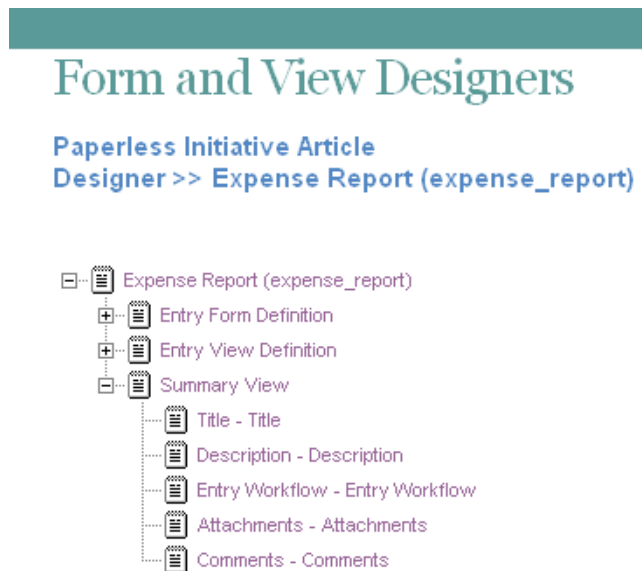 Form and View Designers
Paperless Initiative Article
Designer >> Expense Report (expense_report)
Expense Report (expense_report)
Entry Form Definition
Entry View Definition
Summary View
Title - Title
Description - Description
Entry Workflow - Entry Workflow
Attachments - Attachments
Comments - Comments